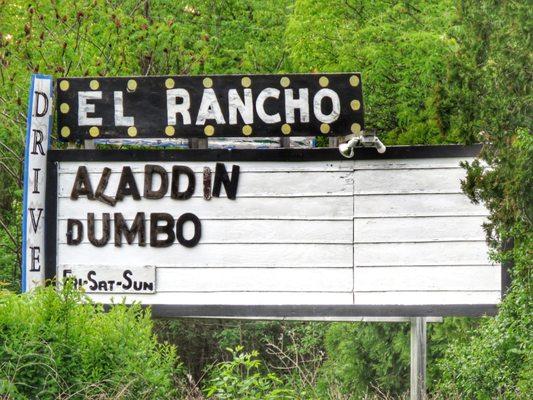 EL RANCHO
DRIVE
ALADDIN
DUMBO
FRI-SAT-SUN